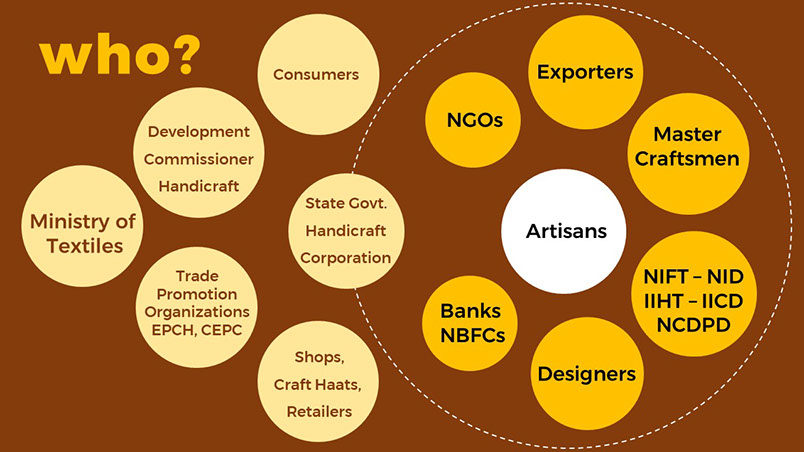 who?
Consumers
Development
Commissioner
Handicraft
Ministry of
Textiles
Trade
Promotion
Organizations
EPCH, CEPC
State Govt.
Handicraft
Corporation
Shops,
Craft Haats,
Retailers
NGOs
Exporters
Master
Craftsmen
Artisans
NIFT – NID
IIHT – IICD
NCDPD
Banks
NBFCs
Designers